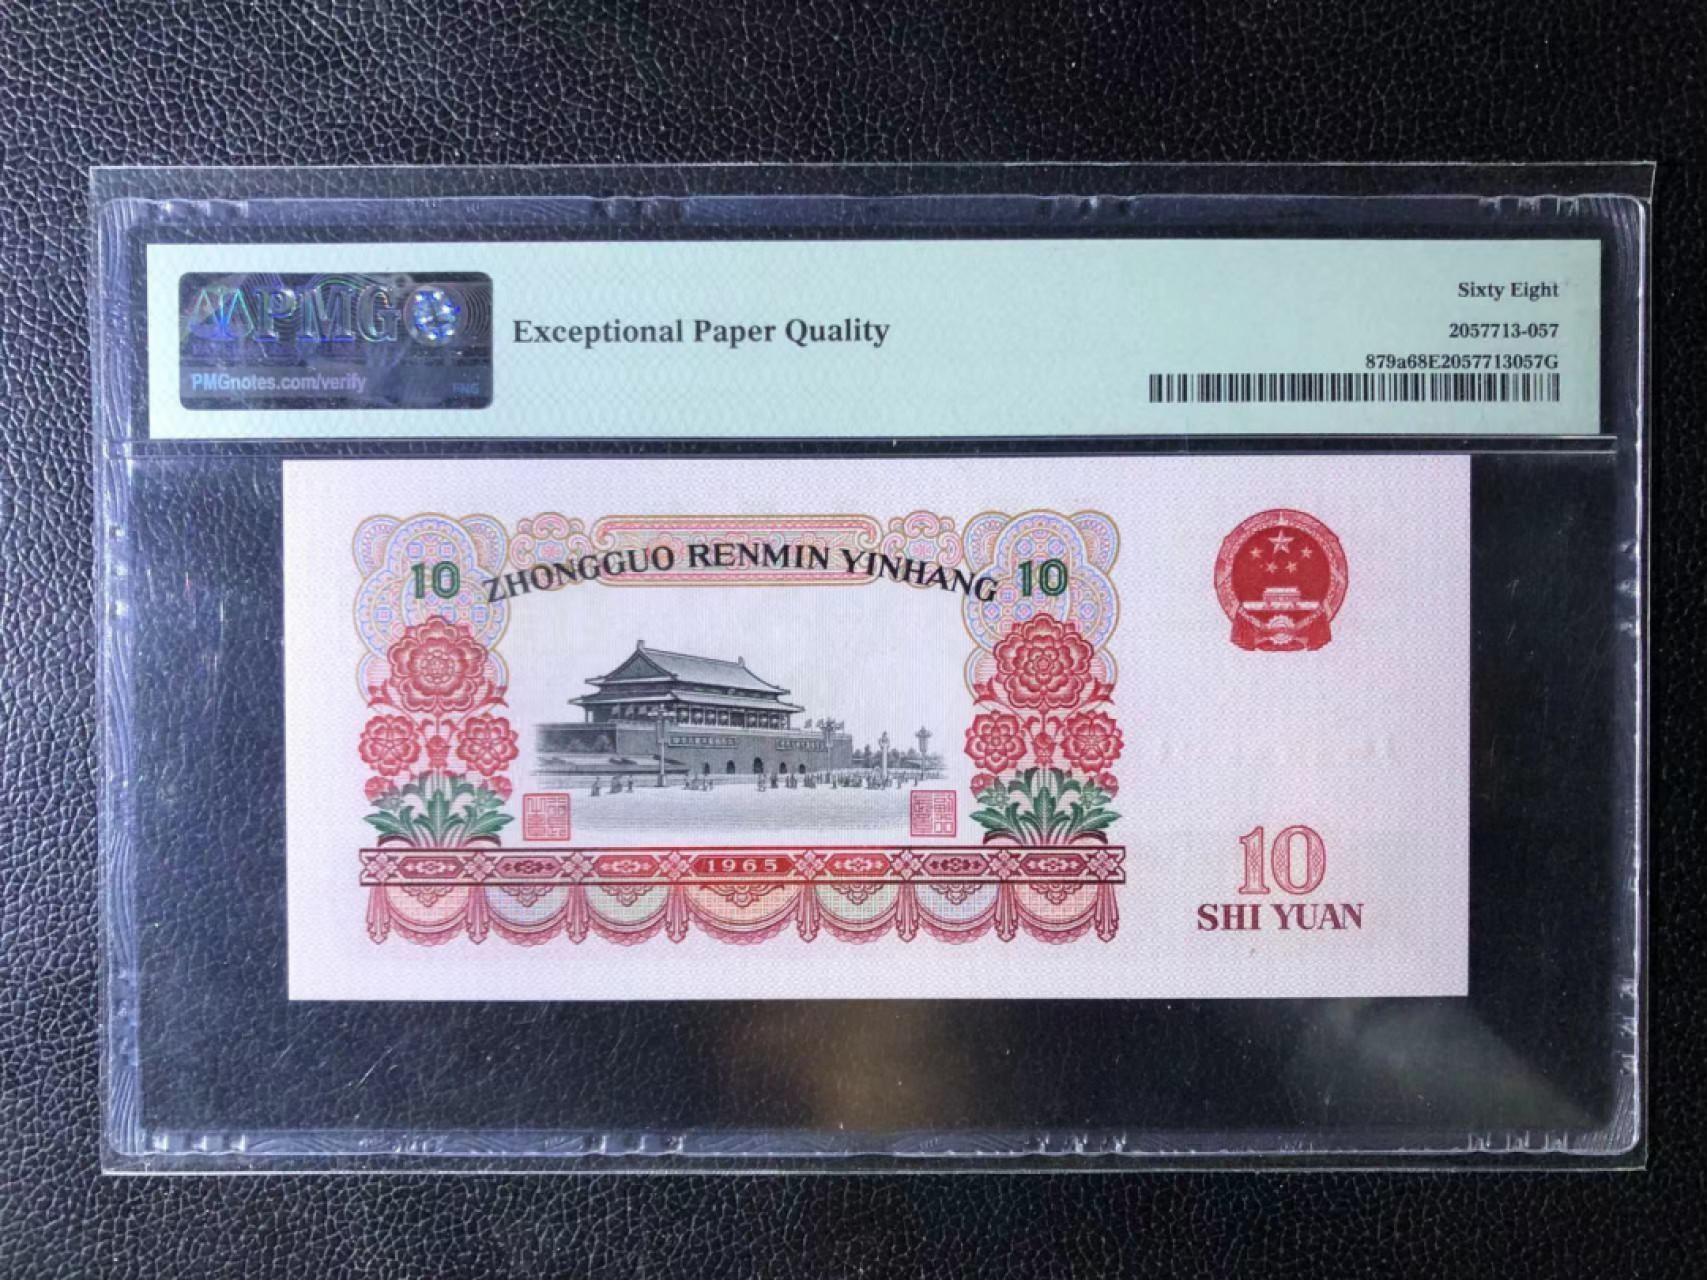 PMG
PMGnotes.com/verify
PNG
Exceptional Paper Quality
Sixty Eight
2057713-057
879a68E2057713057G
10 ZHONGGUO RENMIN YINHANG 10
1965
10
SHI YUAN